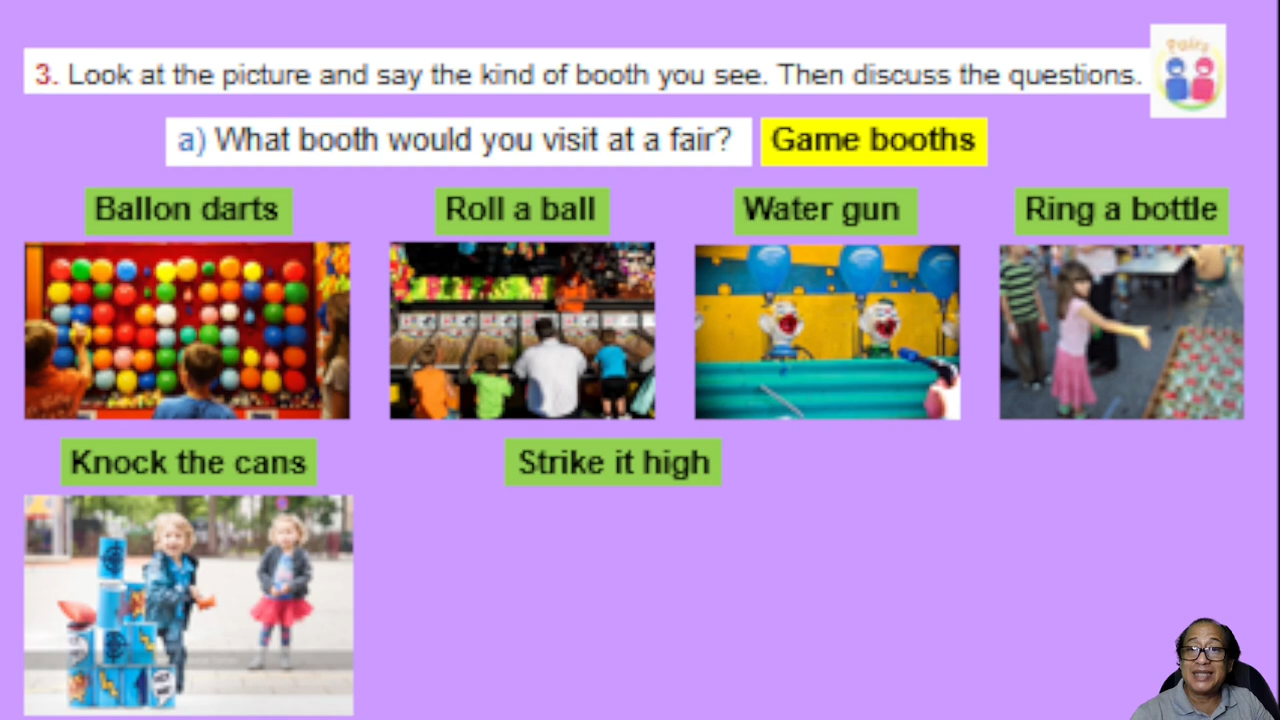 3. Look at the picture and say the kind of booth you see. Then discuss the questions.
Pairs
a) What booth would you visit at a fair?
Game booths
Ballon darts
Roll a ball
Water gun
Ring a bottle
Knock the cans
Strike it high